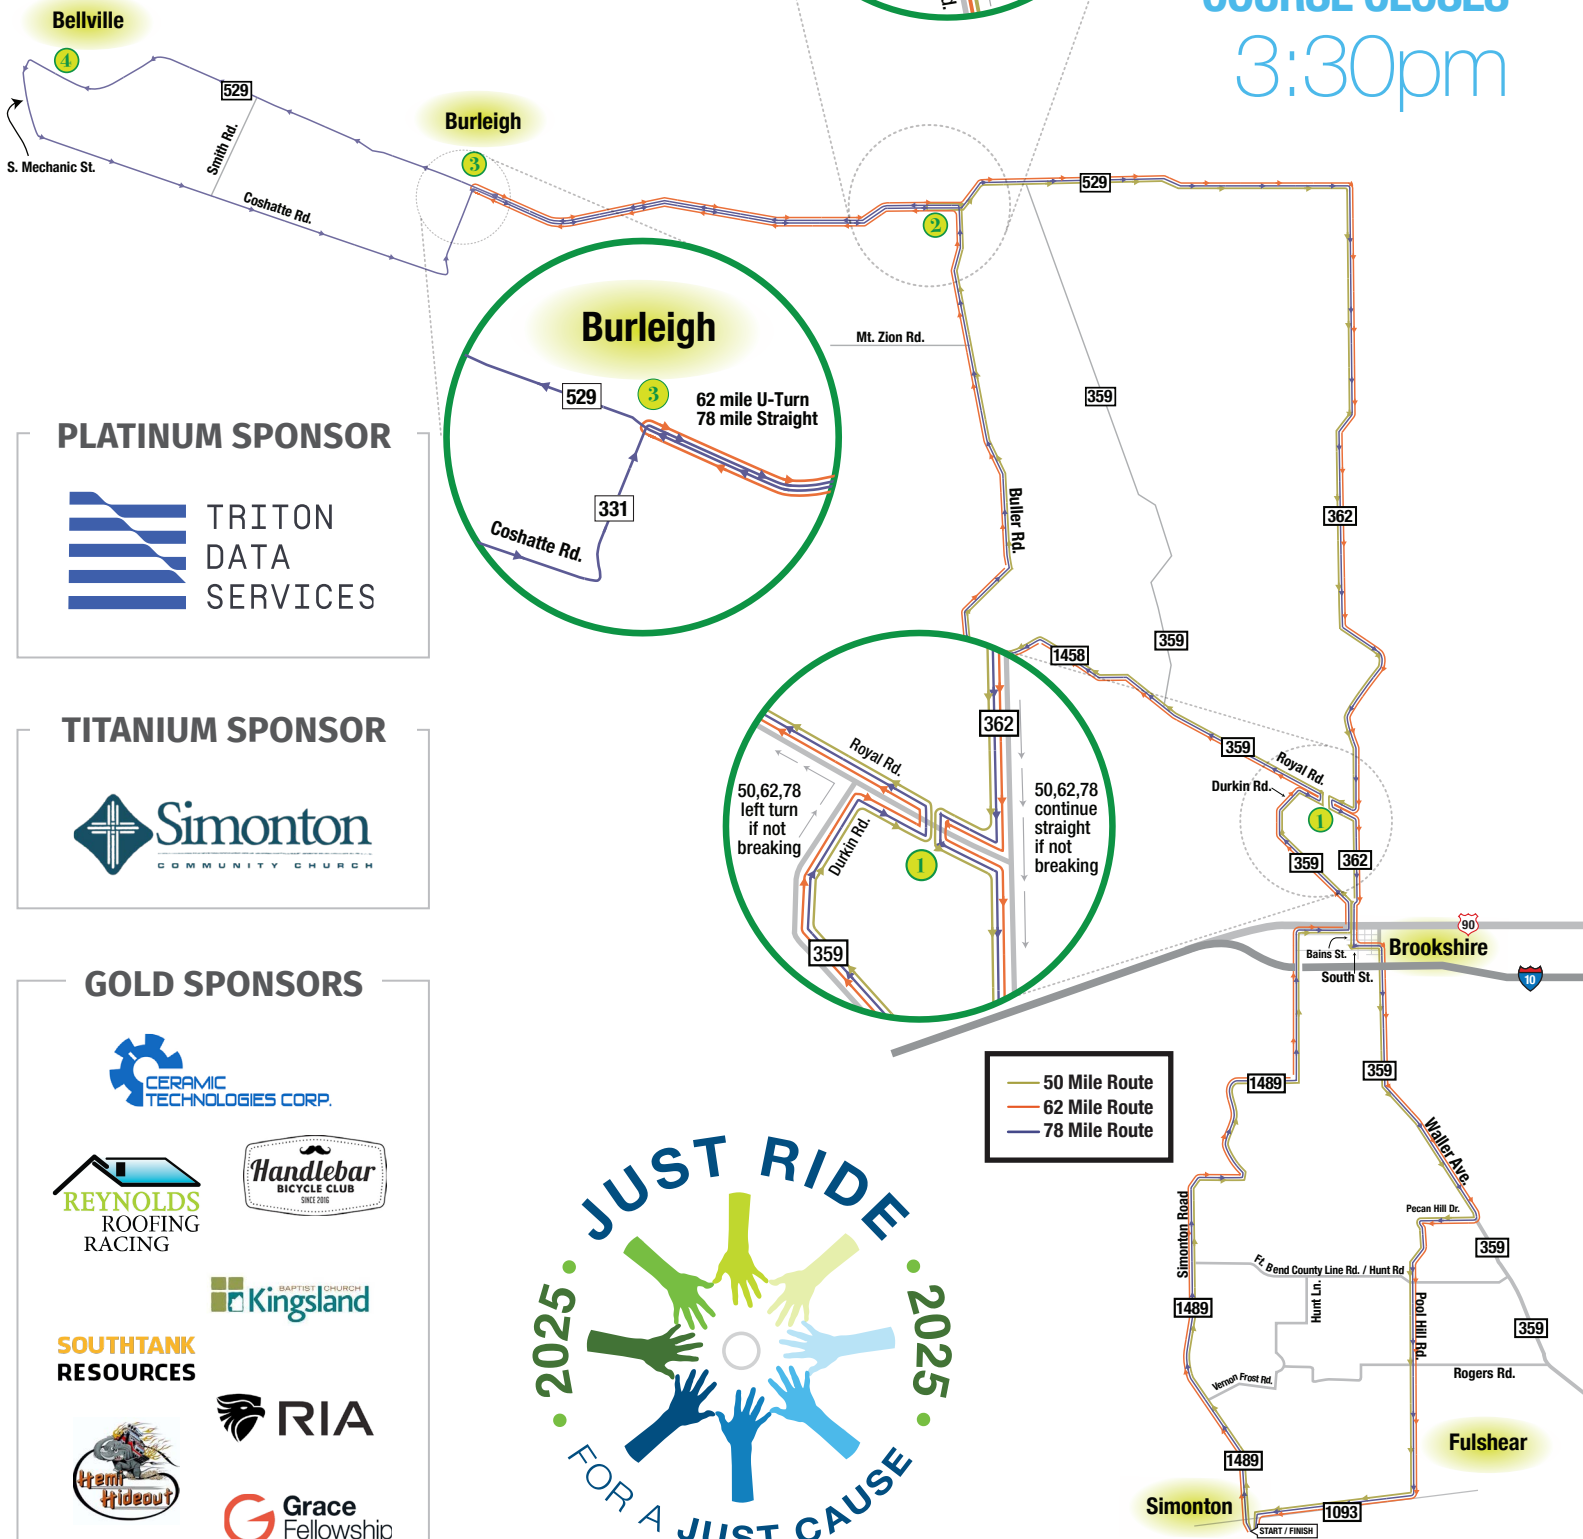 COURSE CLOSES
3:30pm
Bellville
4
529
Smith Rd.
S. Mechanic St.
Coshatte Rd.
Burleigh
3
2
529
Mt. Zion Rd.
359
362
Buller Rd.
Burleigh
529
3
62 mile U-Turn
78 mile Straight
331
Coshatte Rd.
Rd.
359
1458
359
Royal Rd.
Durkin Rd.
1
359
362
362
Royal Rd.
50,62,78
left turn
if not
breaking
Durkin Rd.
1
50,62,78
continue
straight
if not
breaking
359
90
Brookshire
Bains St.
South St.
10
1489
359
50 Mile Route
62 Mile Route
78 Mile Route
Waller Ave.
Pecan Hill Dr.
359
Simonton Road
Ft. Bend County Line Rd. / Hunt Rd
Hunt Ln.
Pool Hill Rd.
1489
359
Rogers Rd.
Vernon Frost Rd.
Fulshear
1489
Simonton
1093
START / FINISH
PLATINUM SPONSOR
TRITON
DATA
SERVICES
TITANIUM SPONSOR
Simonton
COMMUNITY CHURCH
GOLD SPONSORS
CERAMIC
TECHNOLOGIES CORP.
REYNOLDS
ROOFING
RACING
Handlebar
BICYCLE CLUB
SINCE 2016
BAPTIST CHURCH
Kingsland
SOUTHTANK
RESOURCES
RIA
Hemi
Hideout
Grace
Fellowship
JUST RIDE
2025
2025
FOR A JUST CAUSE